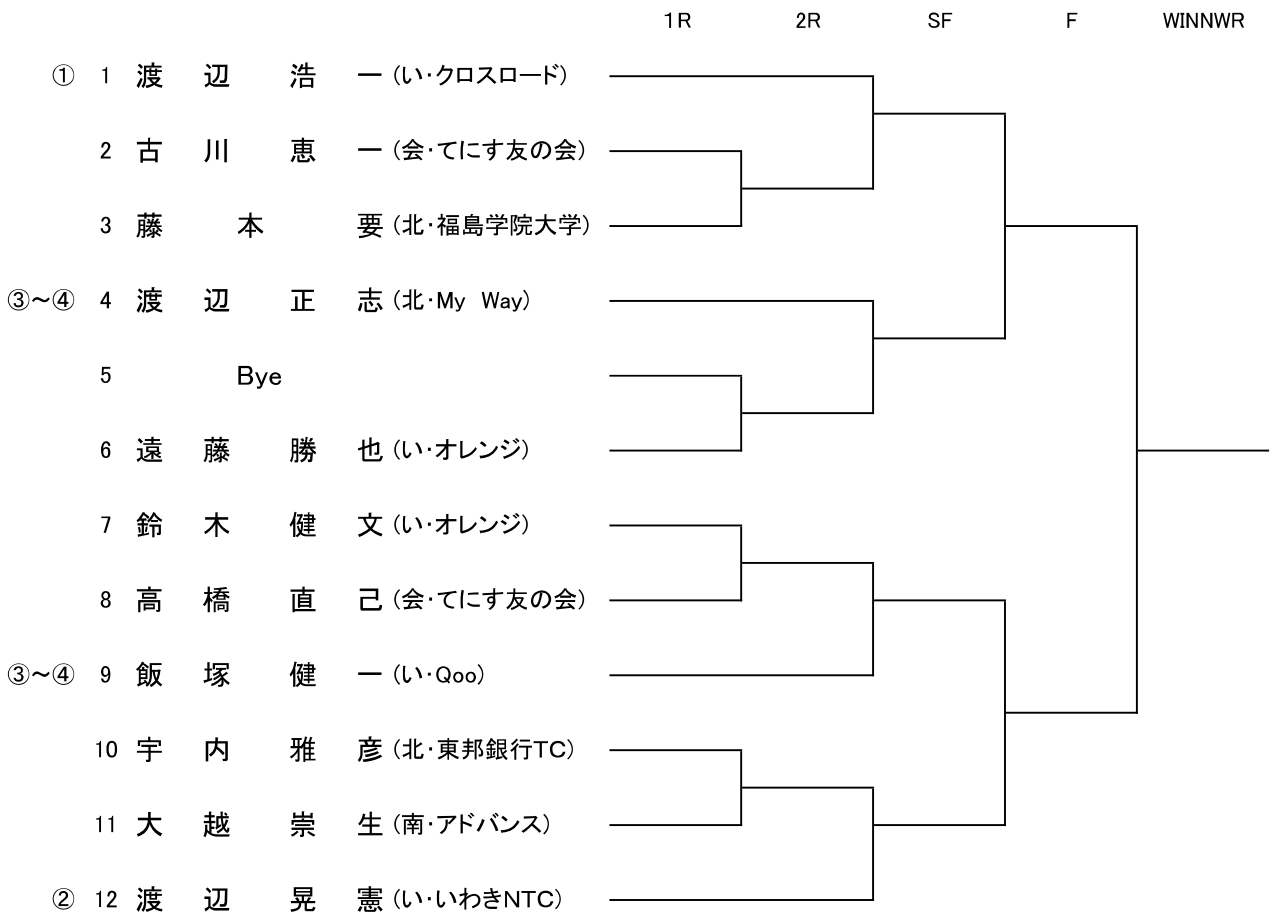 1R 2R SF F WINNWR
① 1 渡 辺 浩 一 (い・クロスロード)
2 古 川 恵 一 (会・てにす友の会)
3 藤 本 要 (北・福島学院大学)
③～④ 4 渡 辺 正 志 (北・My Way)
5 Bye
6 遠 藤 勝 也 (い・オレンジ)
7 鈴 木 健 文 (い・オレンジ)
8 高 橋 直 己 (会・てにす友の会)
③～④ 9 飯 塚 健 一 (い・Qoo)
10 宇 内 雅 彦 (北・東邦銀行TC)
11 大 越 崇 生 (南・アドバンス)
② 12 渡 辺 晃 憲 (い・いわきNTC)